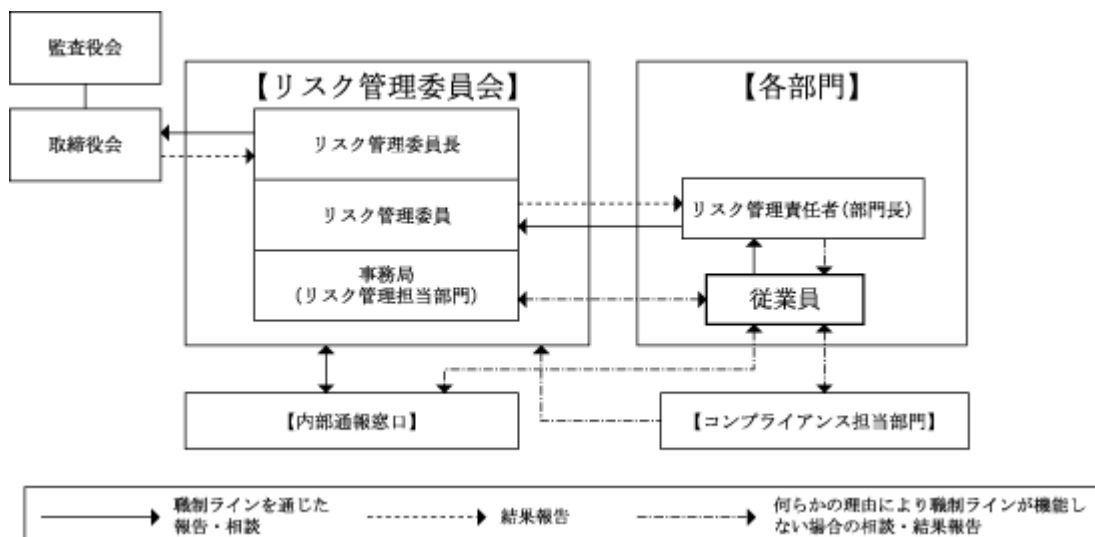 監査役会
取締役会
【リスク管理委員会】
リスク管理委員長
リスク管理委員
事務局
(リスク管理担当部門)
【各部門】
リスク管理責任者(部門長)
従業員
【内部通報窓口】
【コンプライアンス担当部門】
職制ラインを通じた
報告・相談
結果報告
何らかの理由により職制ラインが機能し
ない場合の相談・結果報告